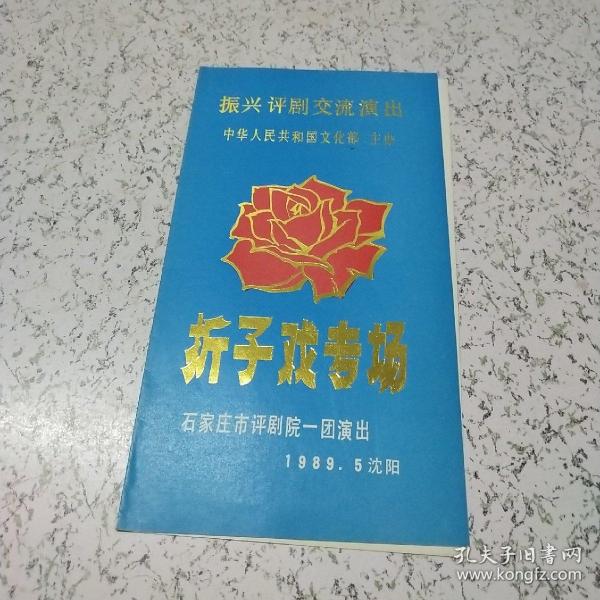 振兴评剧交流演出
中华人民共和国文化部 主办
折子戏专场
石家庄市评剧院一团演出
1989.5沈阳
孔夫子旧书网
www.kongfz.com